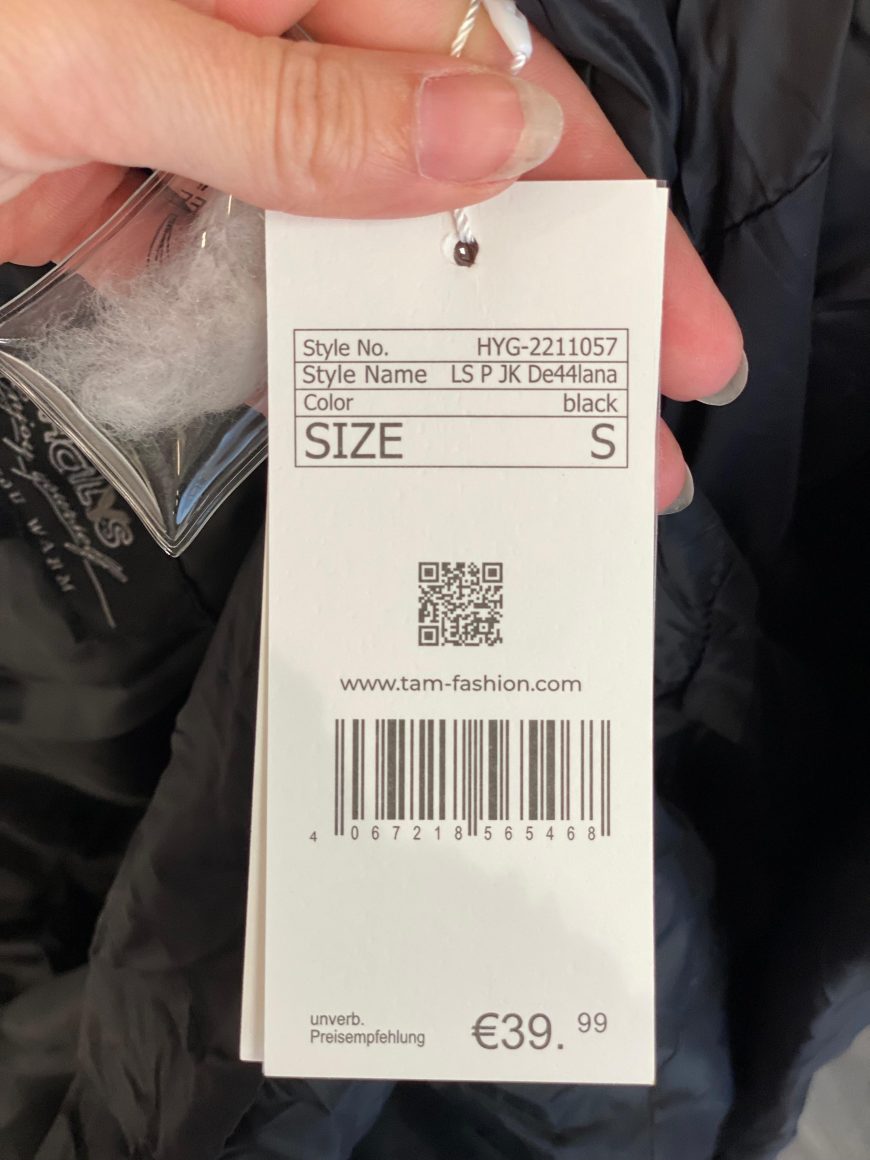 Style No. HYG-2211057
Style Name LS P JK De44lana
Color black
SIZE S
www.tam-fashion.com
4 067218 565468
unverb.
Preisempfehlung
€39. 99
WARM